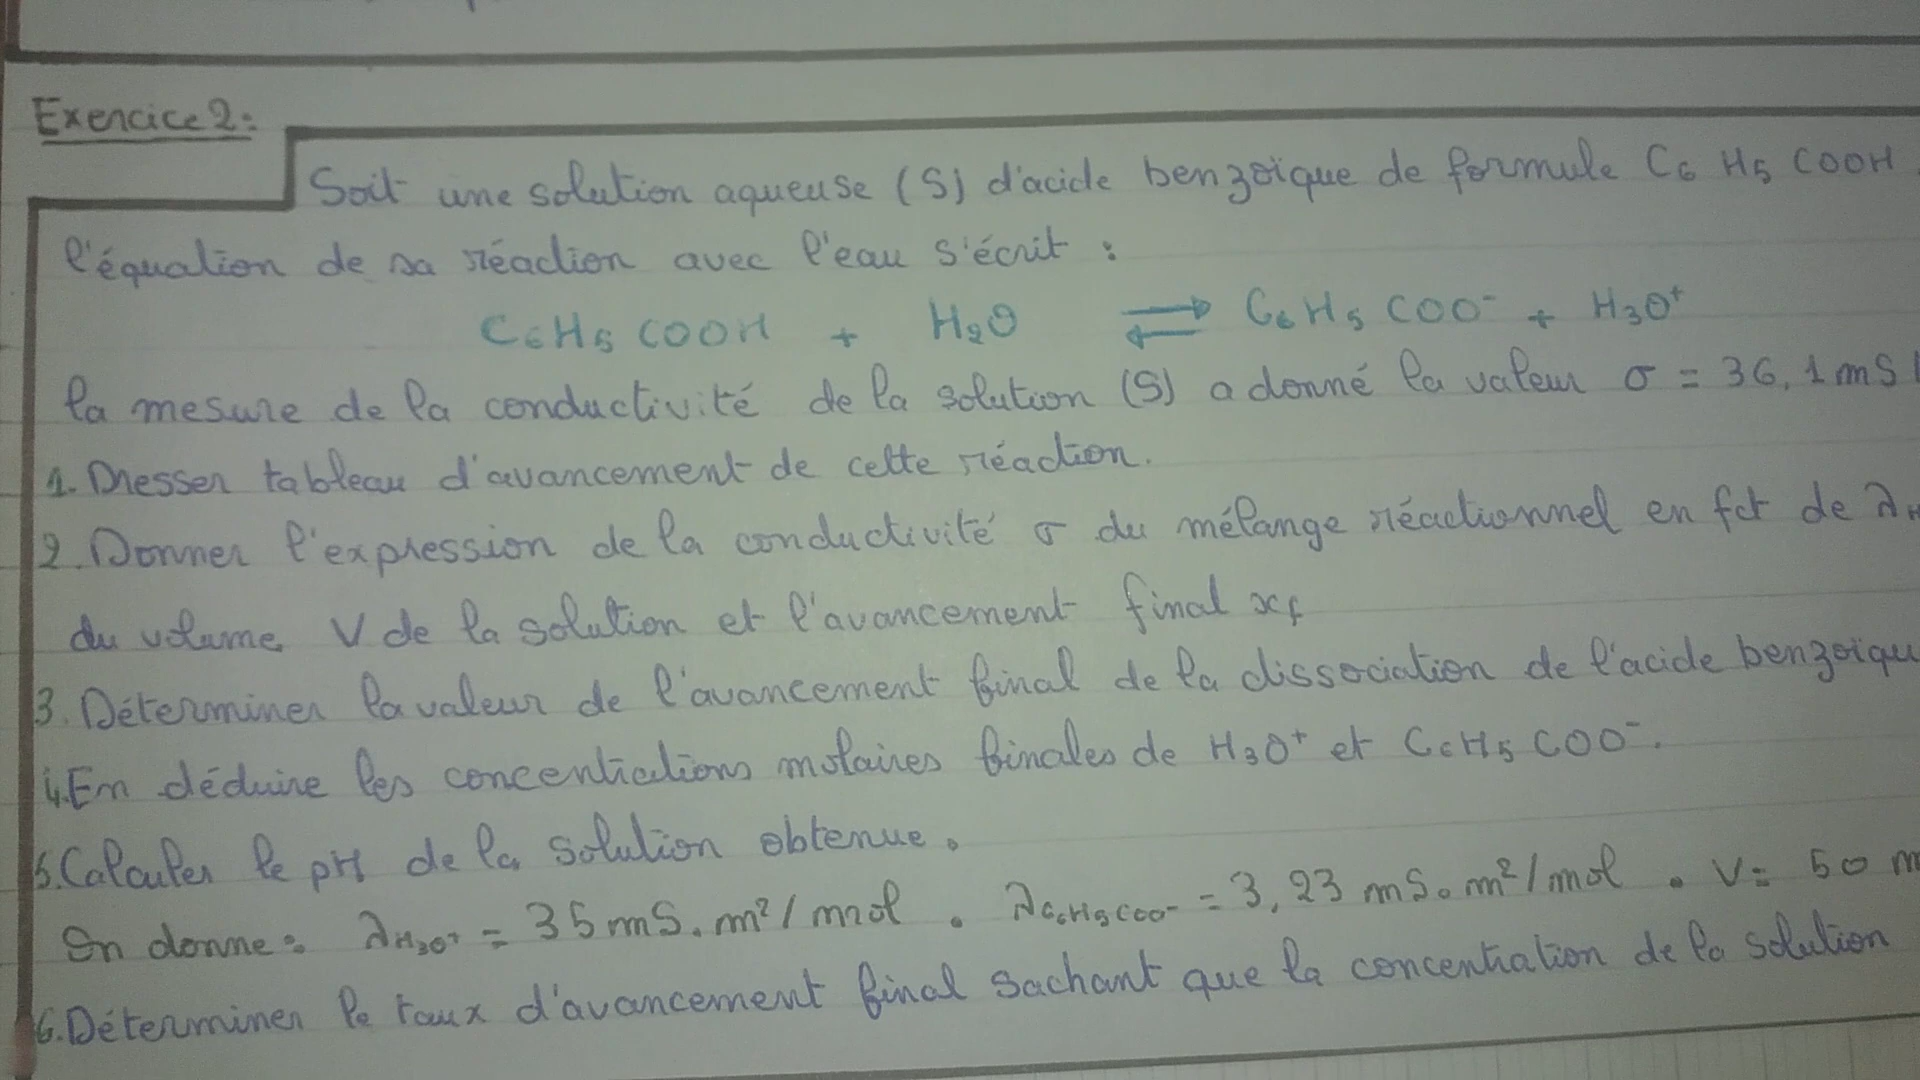 Exercice 2:
Soit une solution aqueuse (S) d'acide benzoïque de formule C6 H5 COOH
l'équation de sa réaction avec l'eau s'écrit :
C6H5 COOH + H2O ⇌ C6H5 COO- + H3O+
la mesure de la conductivité de la solution (S) a donné la valeur σ = 36,1 mS
1. Dresser tableau d'avancement de cette réaction.
2. Donner l'expression de la conductivité σ du mélange réactionnel en fct de λ
du volume V de la solution et l'avancement final xf
3. Déterminer la valeur de l'avancement final de la dissociation de l'acide benzoïqu
4. En déduire les concentrations molaires finales de H3O+ et C6H5 COO-.
5. Calculer le pH de la solution obtenue.
On donne : λH3O+ = 35 mS.m²/mol . λC6H5COO- = 3,23 mS.m²/mol . V = 50 m
6. Déterminer le taux d'avancement final sachant que la concentration de la solution